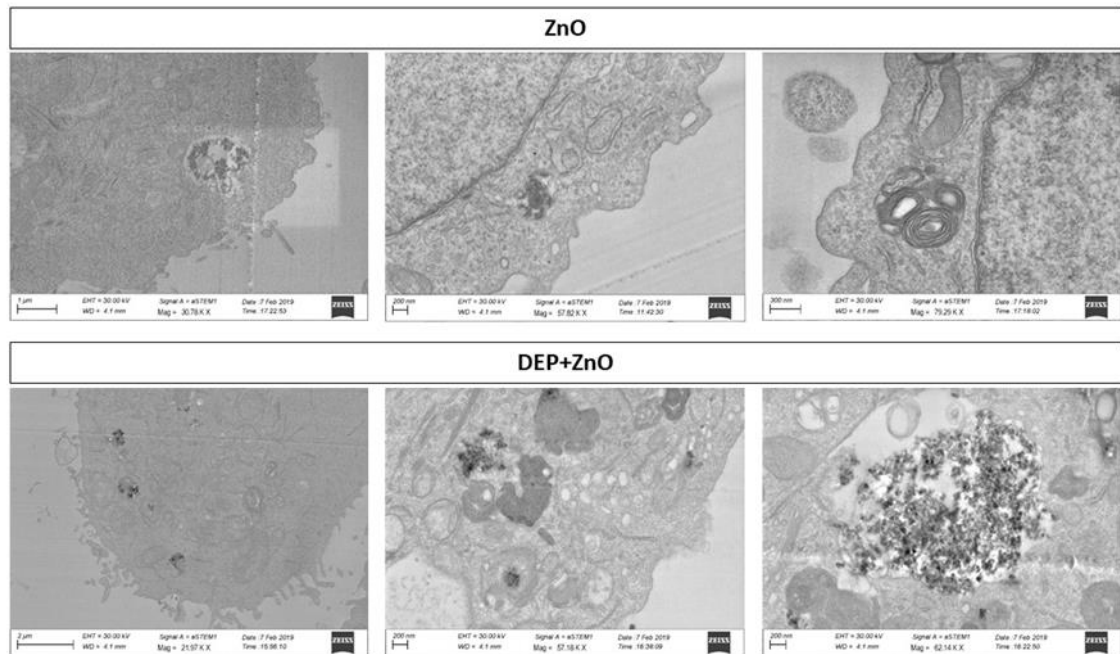 ZnO
1 µm EHT = 30.00 kV Signal A = aSTEM1 Date :7 Feb 2019 ZEISS
WD = 4.1 mm Mag = 30.78 K X Time :17:22:53
200 nm EHT = 30.00 kV Signal A = aSTEM1 Date :7 Feb 2019 ZEISS
WD = 4.1 mm Mag = 57.82 K X Time :11:42:30
300 nm EHT = 30.00 kV Signal A = aSTEM1 Date :7 Feb 2019 ZEISS
WD = 4.1 mm Mag = 79.29 K X Time :17:18:02
DEP+ZnO
2 µm EHT = 30.00 kV Signal A = aSTEM1 Date :7 Feb 2019 ZEISS
WD = 4.1 mm Mag = 21.97 K X Time :15:56:10
200 nm EHT = 30.00 kV Signal A = aSTEM1 Date :7 Feb 2019 ZEISS
WD = 4.1 mm Mag = 57.18 K X Time :16:38:09
200 nm EHT = 30.00 kV Signal A = aSTEM1 Date :7 Feb 2019 ZEISS
WD = 4.1 mm Mag = 62.14 K X Time :16:22:50